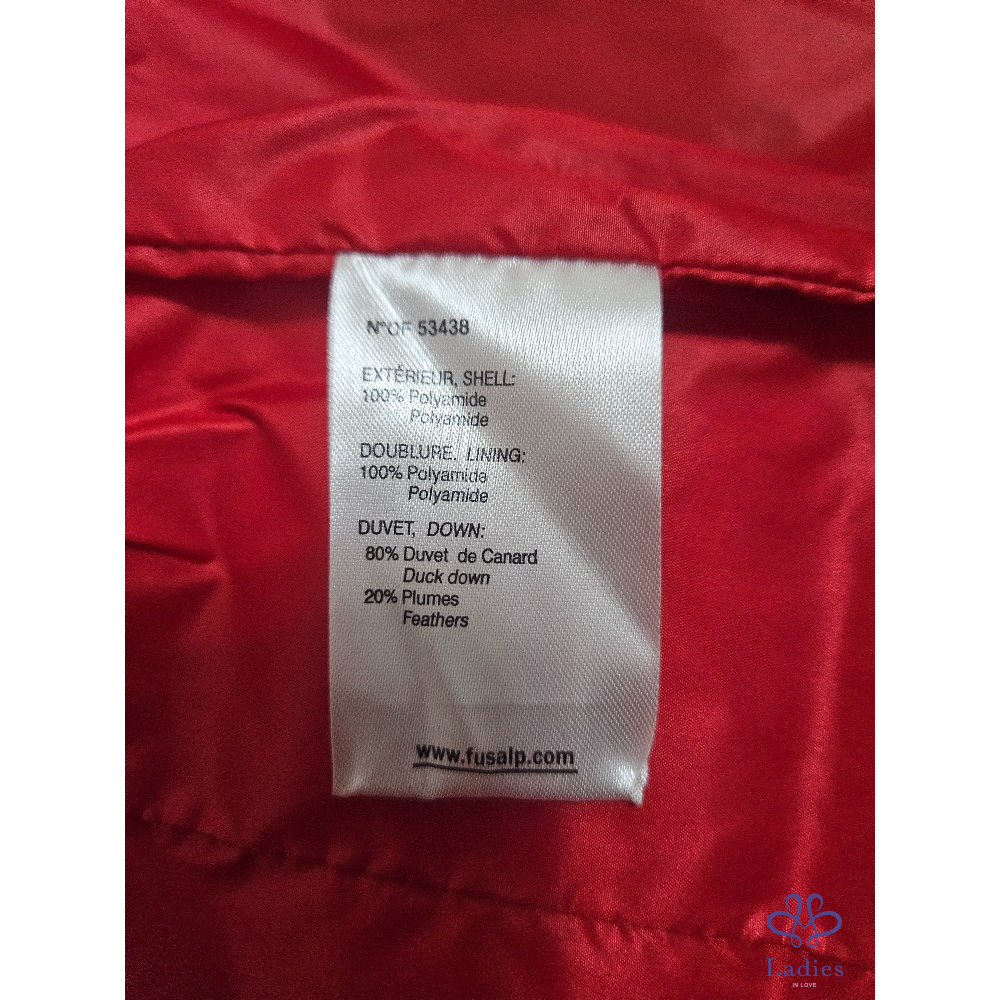 N°OF 53438
EXTÉRIEUR, SHELL:
100% Polyamide
Polyamide
DOUBLURE, LINING:
100% Polyamide
Polyamide
DUVET, DOWN:
80% Duvet de Canard
Duck down
20% Plumes
Feathers
www.fusalp.com
Ladies
IN LOVE